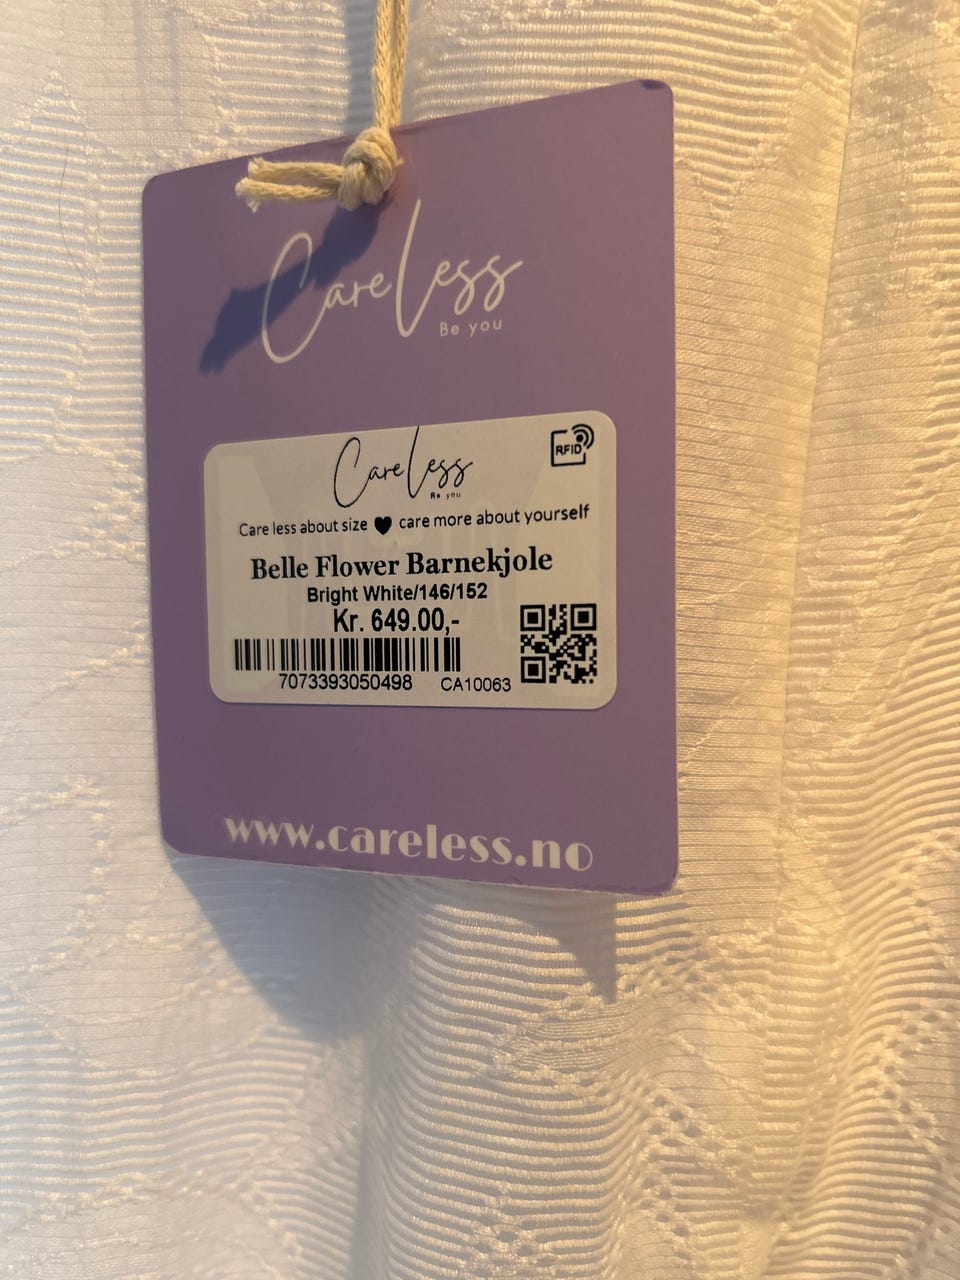 CareLess
Be you
CareLess
Be you
RFID
Care less about size ♥ care more about yourself
Belle Flower Barnekjole
Bright White/146/152
Kr. 649.00,-
7073393050498 CA10063
www.careless.no